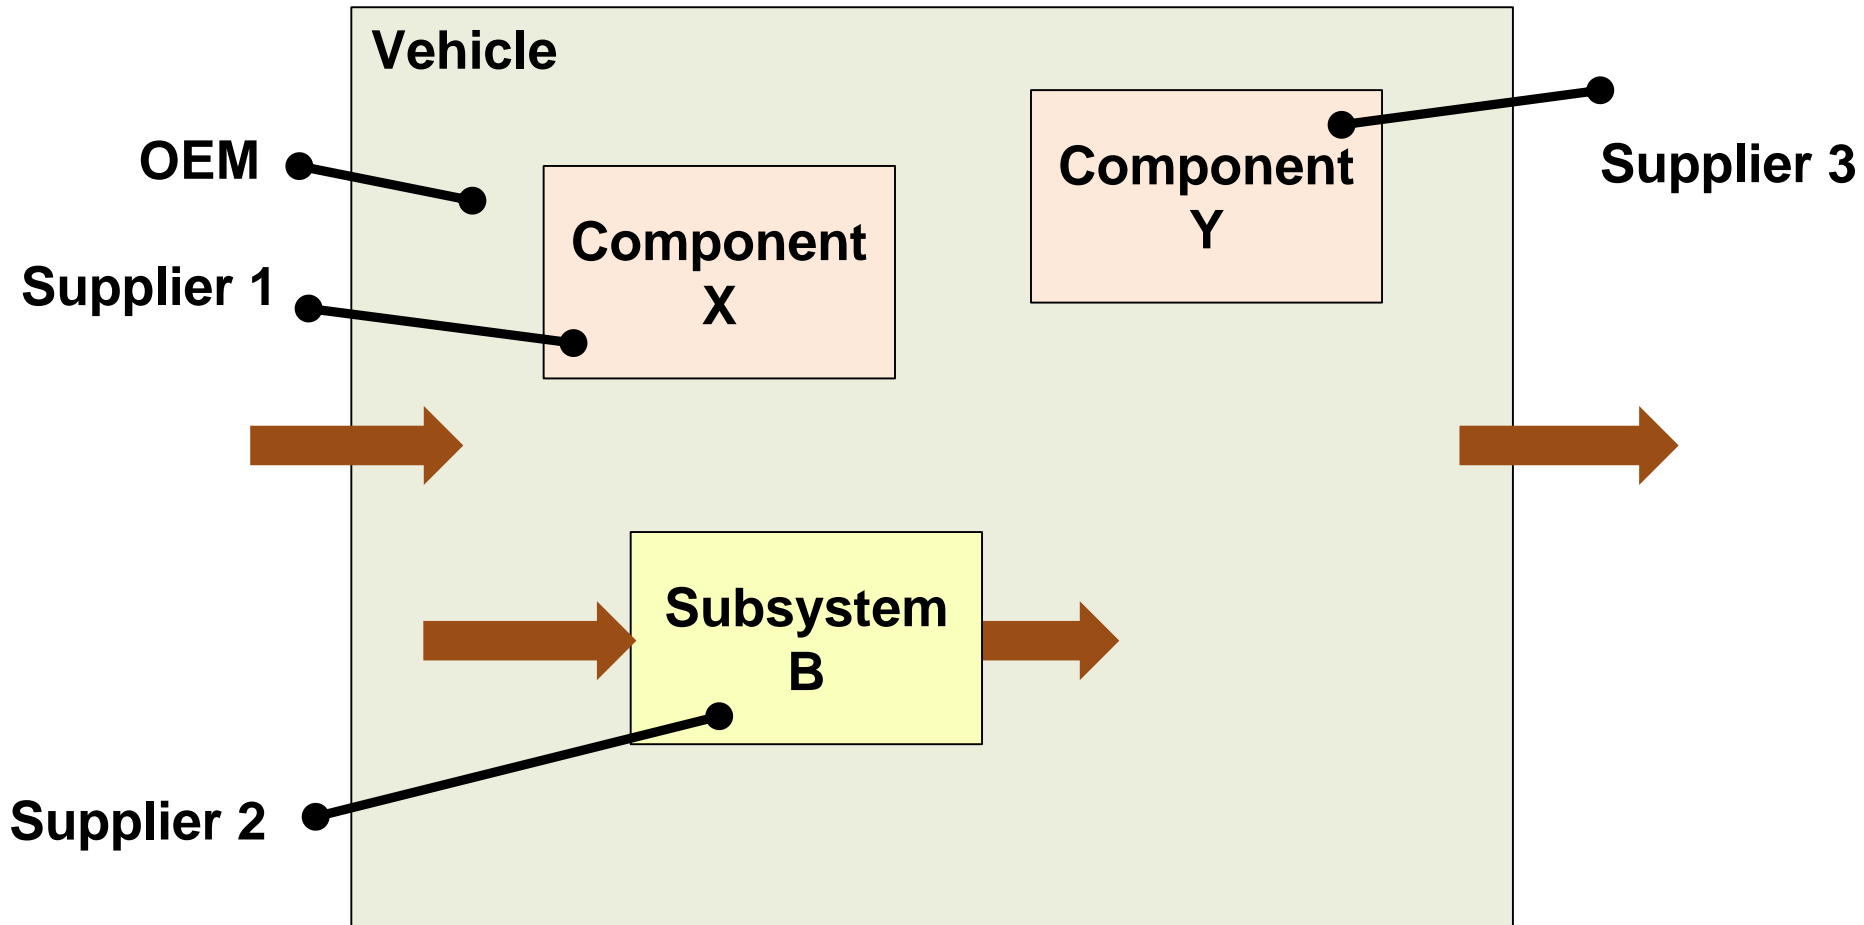 Vehicle
OEM
Component
X
Component
Y
Supplier 3
Supplier 1
Subsystem
B
Supplier 2